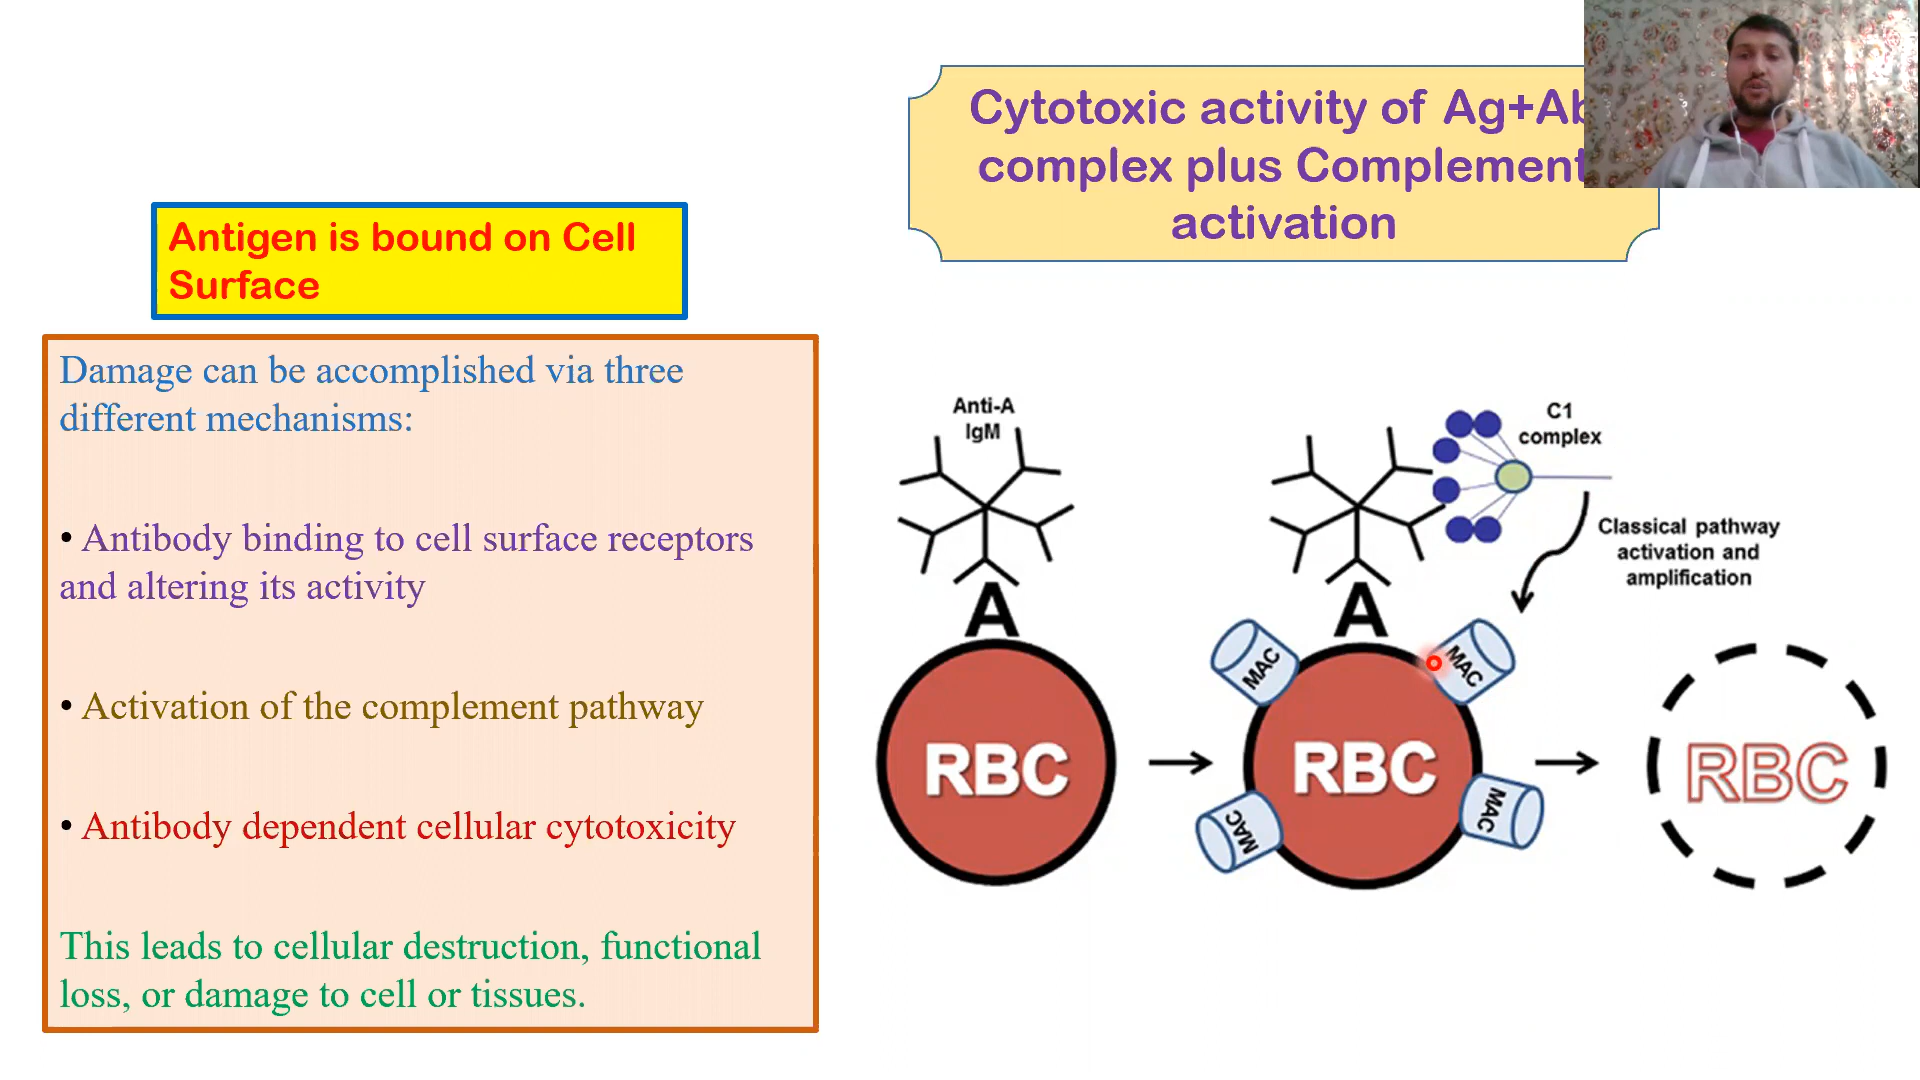 Cytotoxic activity of Ag+Ab
complex plus Complement
activation
Antigen is bound on Cell
Surface
Damage can be accomplished via three
different mechanisms:
• Antibody binding to cell surface receptors
and altering its activity
• Activation of the complement pathway
• Antibody dependent cellular cytotoxicity
This leads to cellular destruction, functional
loss, or damage to cell or tissues.
Anti-A
IgM
A
RBC
C1
complex
Classical pathway
activation and
amplification
A
MAC
MAC
RBC
MAC
MAC
RBC